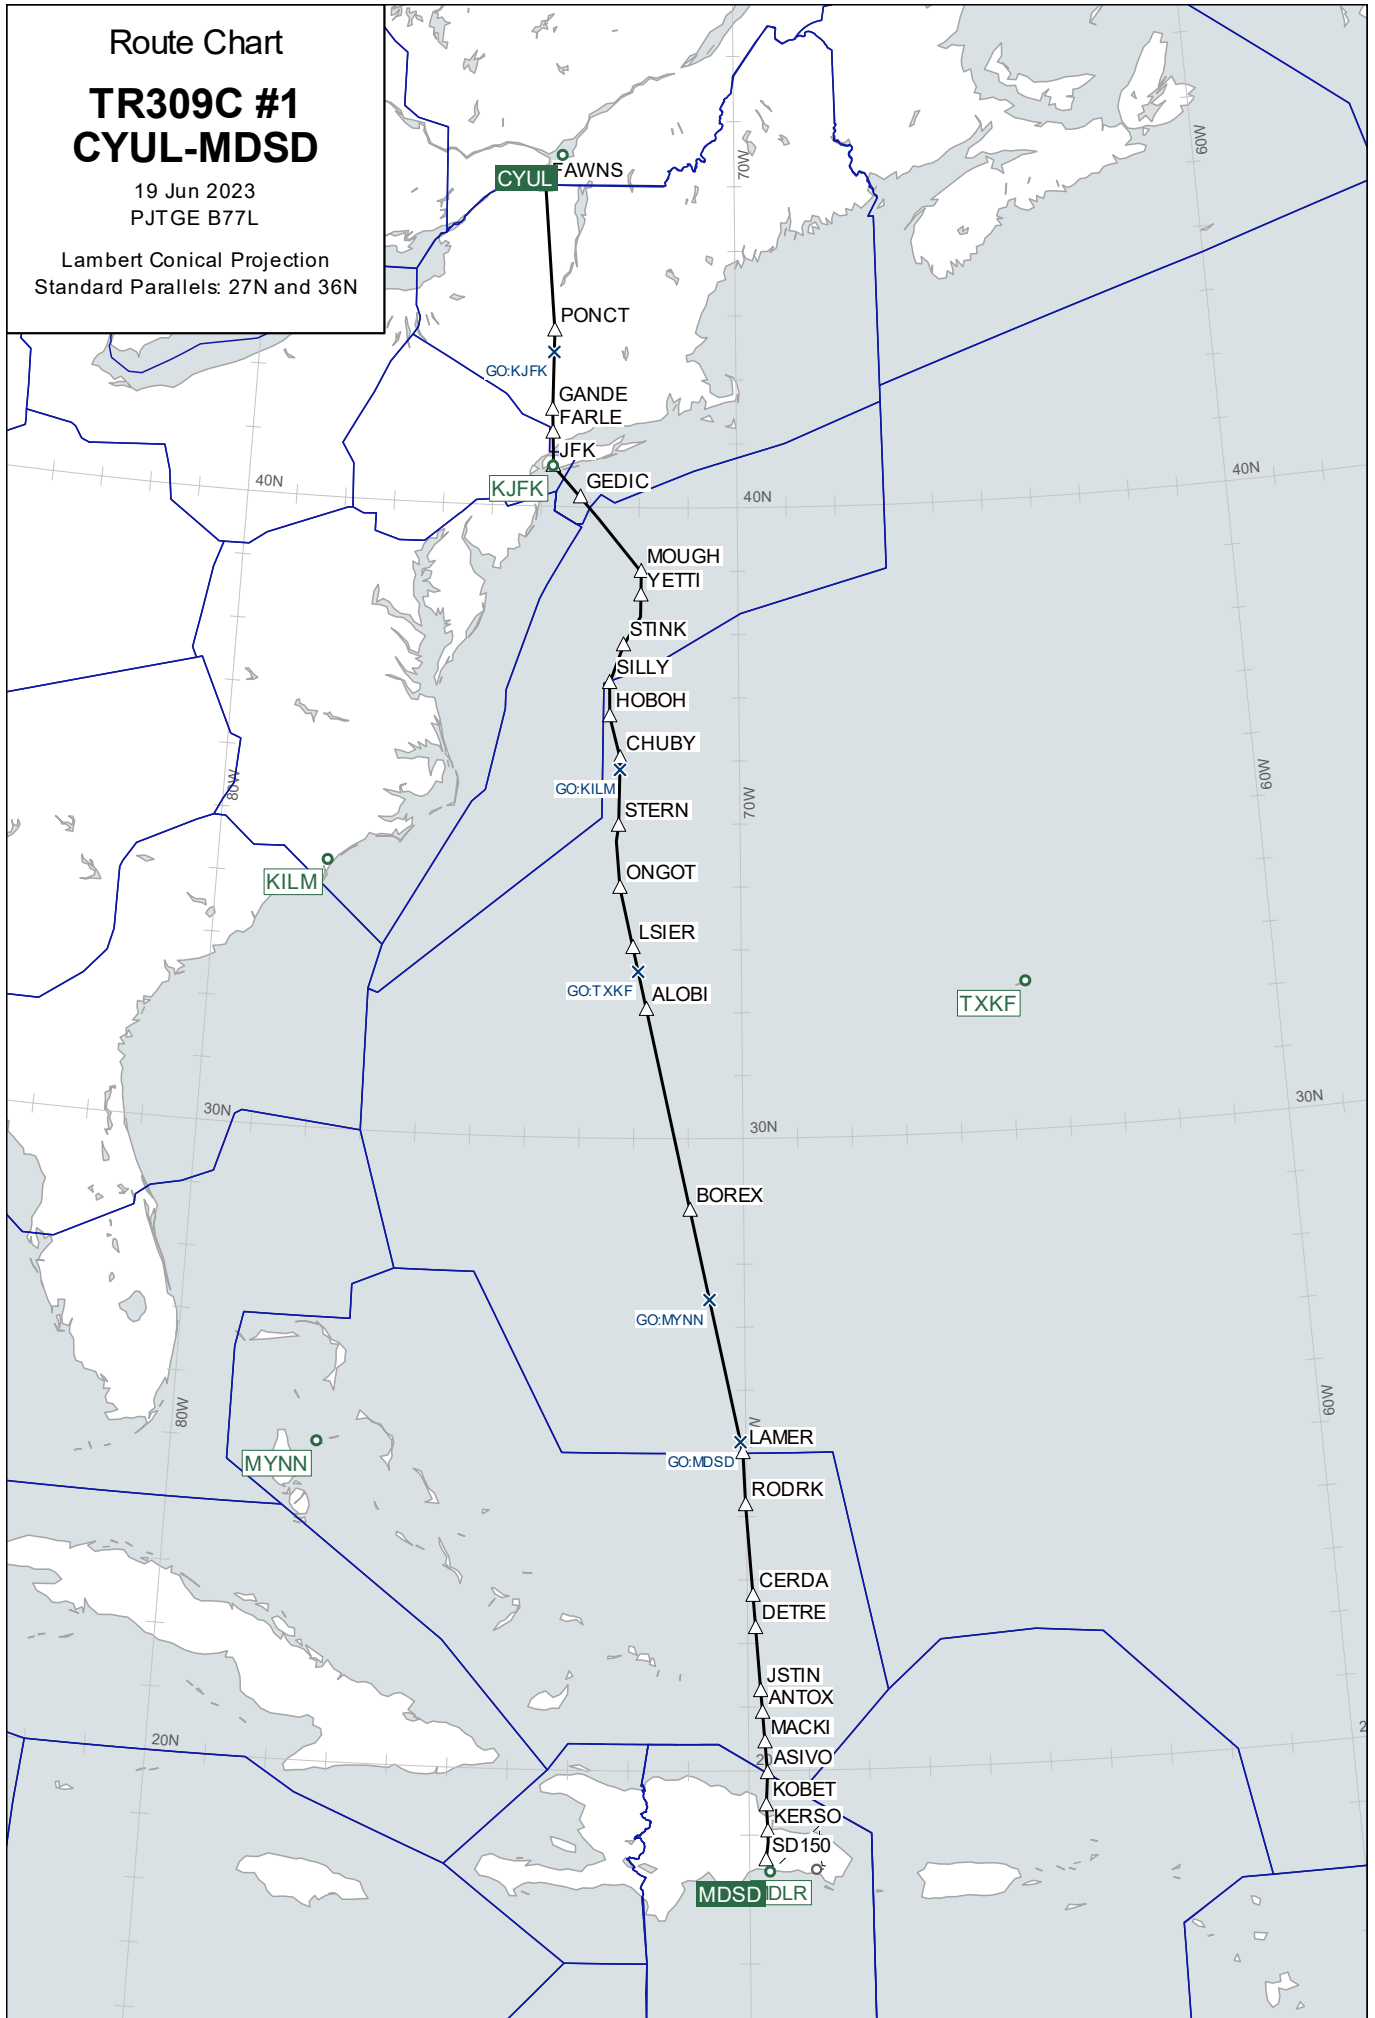 Route Chart
TR309C #1
CYUL-MDSD
19 Jun 2023
PJTGE B77L
Lambert Conical Projection
Standard Parallels: 27N and 36N
60W
70W
FAWNS
CYUL
PONCT
GO:KJFK
GANDE
FARLE
JFK
40N
40N
KJFK
GEDIC
40N
MOUGH
YETTI
STINK
SILLY
HOBOH
CHUBY
80W
70W
60W
GO:KILM
STERN
KILM
ONGOT
LSIER
GO:TXKF
ALOBI
TXKF
30N
30N
30N
BOREX
GO:MYNN
80W
60W
W
LAMER
MYNN
GO:MDSD
RODRK
CERDA
DETRE
JSTIN
ANTOX
MACKI
20N
2
20
ASIVO
KOBET
KERSO
SD150
MDSD
DLR